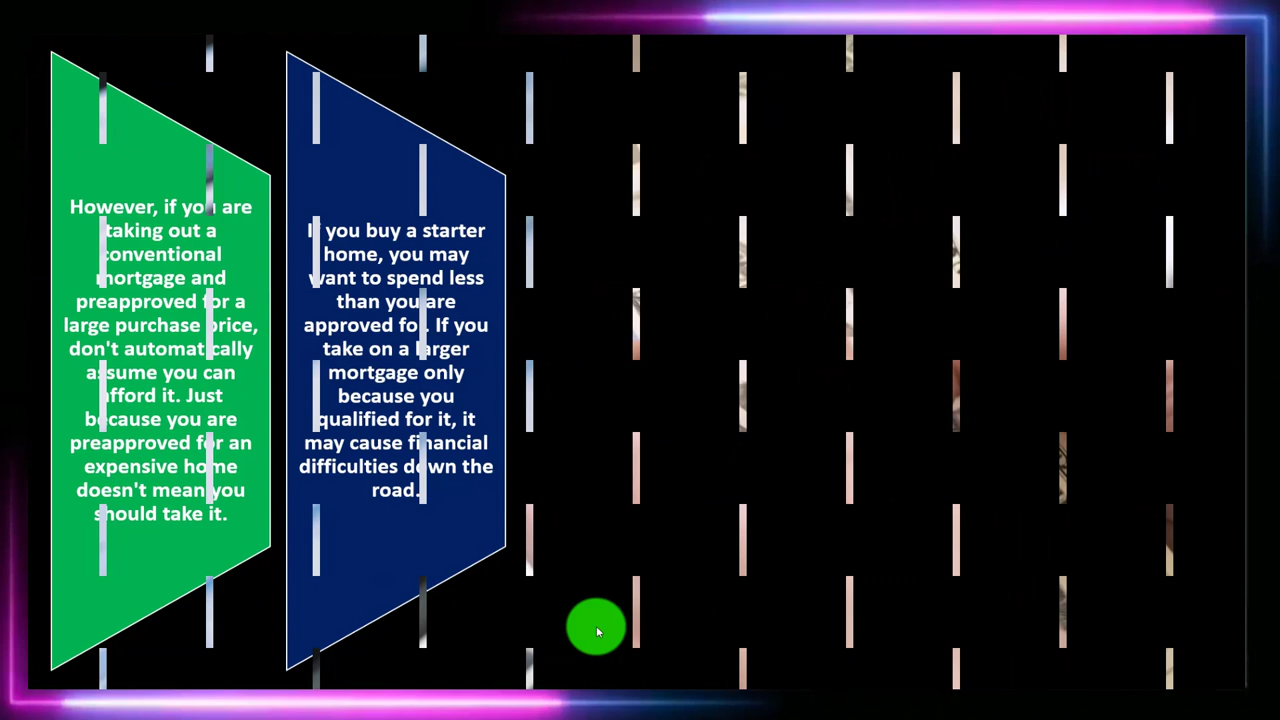 However, if you are
taking out a
conventional
mortgage and
preapproved for a
large purchase price,
don't automatically
assume you can
afford it. Just
because you are
preapproved for an
expensive home
doesn't mean you
should take it.
If you buy a starter
home, you may
want to spend less
than you are
approved for. If you
take on a larger
mortgage only
because you
qualified for it, it
may cause financial
difficulties down the
road.